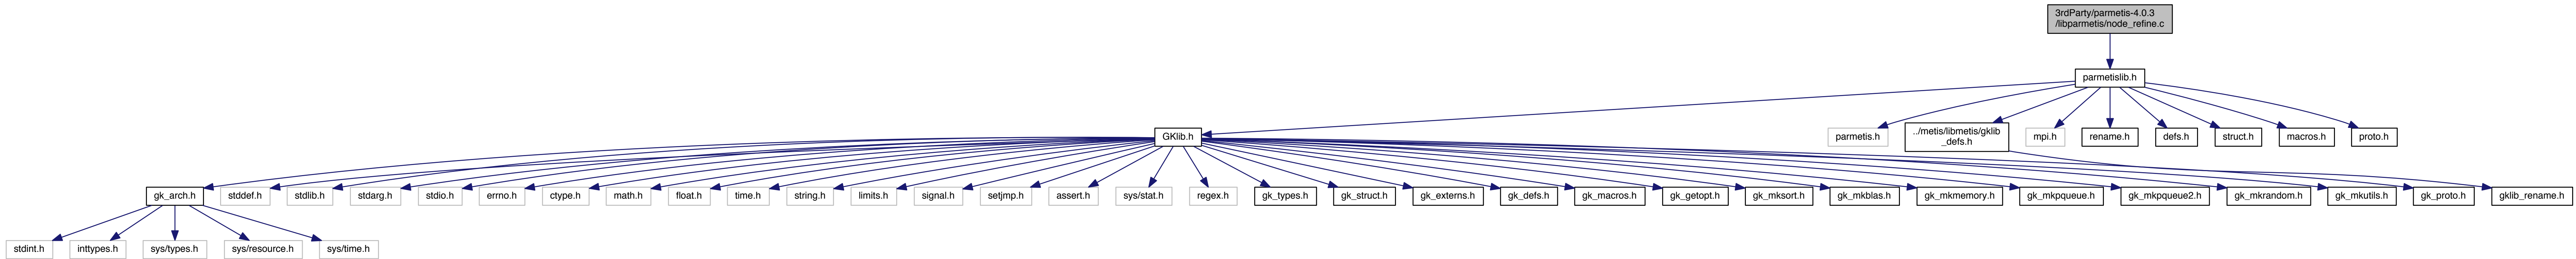 3rdParty/parmetis-4.0.3
/libparmetis/node_refine.c
parmetislib.h
GKlib.h
parmetis.h
../metis/libmetis/gklib
_defs.h
mpi.h
rename.h
defs.h
struct.h
macros.h
proto.h
gk_arch.h
stddef.h
stdlib.h
stdarg.h
stdio.h
errno.h
ctype.h
math.h
float.h
time.h
string.h
limits.h
signal.h
setjmp.h
assert.h
sys/stat.h
regex.h
gk_types.h
gk_struct.h
gk_externs.h
gk_defs.h
gk_macros.h
gk_getopt.h
gk_mksort.h
gk_mkblas.h
gk_mkmemory.h
gk_mkpqueue.h
gk_mkpqueue2.h
gk_mkrandom.h
gk_mkutils.h
gk_proto.h
gklib_rename.h
stdint.h
inttypes.h
sys/types.h
sys/resource.h
sys/time.h